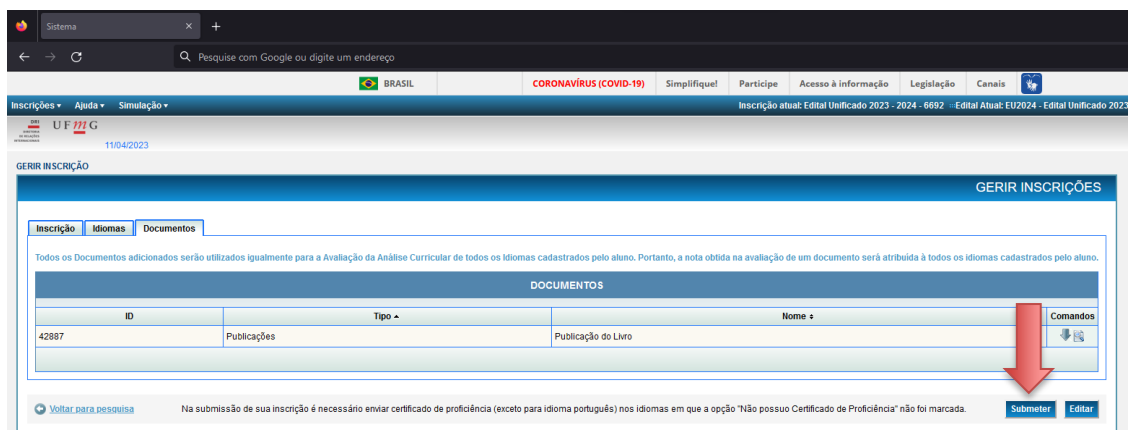 Sistema × +
Pesquise com Google ou digite um endereço
BRASIL CORONAVÍRUS (COVID-19) Simplifique! Participe Acesso à informação Legislação Canais
Inscrições Ajuda Simulação Inscrição atual: Edital Unificado 2023 - 2024 - 6692 Edital Atual: EU2024 - Edital Unificado 2023
DRI UFMG
11/04/2023
GERIR INSCRIÇÃO
GERIR INSCRIÇÕES
Inscrição Idiomas Documentos
Todos os Documentos adicionados serão utilizados igualmente para a Avaliação da Análise Curricular de todos os Idiomas cadastrados pelo aluno. Portanto, a nota obtida na avaliação de um documento será atribuída à todos os idiomas cadastrados pelo aluno.
DOCUMENTOS
ID Tipo Nome Comandos
42887 Publicações Publicação do Livro
Voltar para pesquisa Na submissão de sua inscrição é necessário enviar certificado de proficiência (exceto para idioma português) nos idiomas em que a opção "Não possuo Certificado de Proficiência" não foi marcada. Submeter Editar